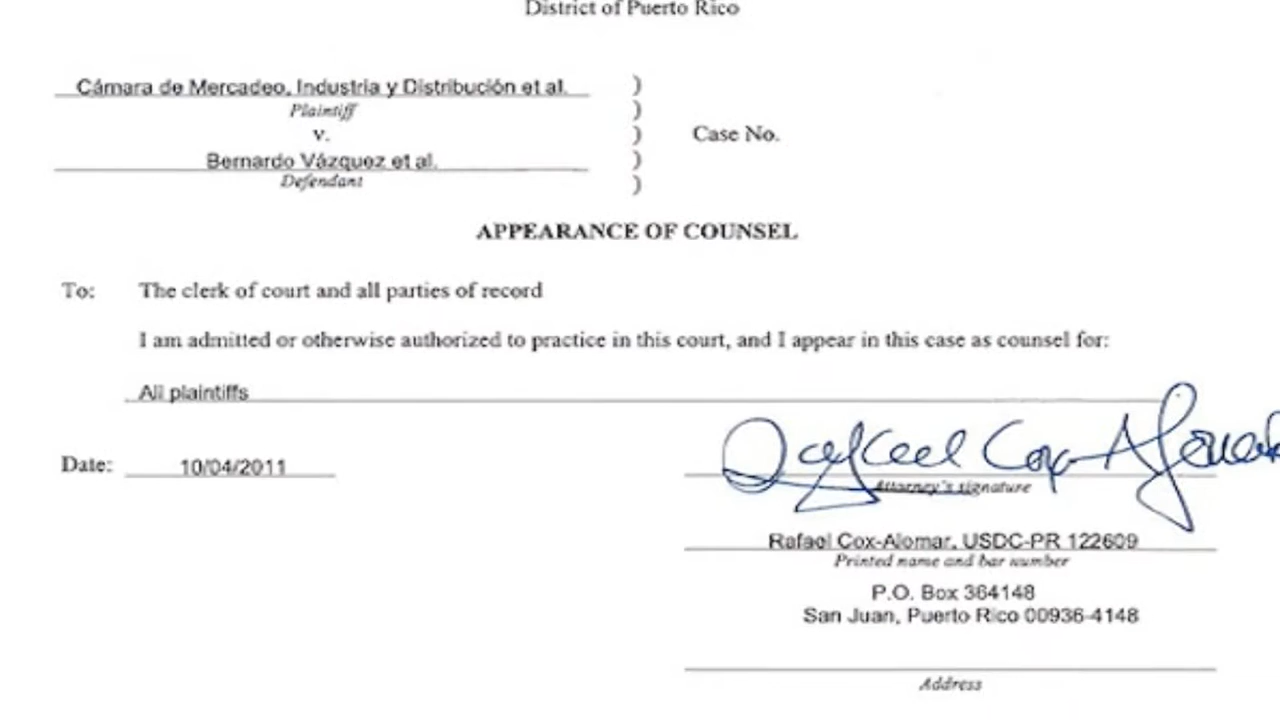 District of Puerto Rico
Cámara de Mercadeo, Industria y Distribución et al. )
Plaintiff )
v. ) Case No.
Bernardo Vázquez et al. )
Defendant )
APPEARANCE OF COUNSEL
To: The clerk of court and all parties of record
I am admitted or otherwise authorized to practice in this court, and I appear in this case as counsel for:
All plaintiffs
Rafael Cox-Alomar
Date: 10/04/2011
Attorney's signature
Rafael Cox-Alomar, USDC-PR 122609
Printed name and bar number
P.O. Box 364148
San Juan, Puerto Rico 00936-4148
Address